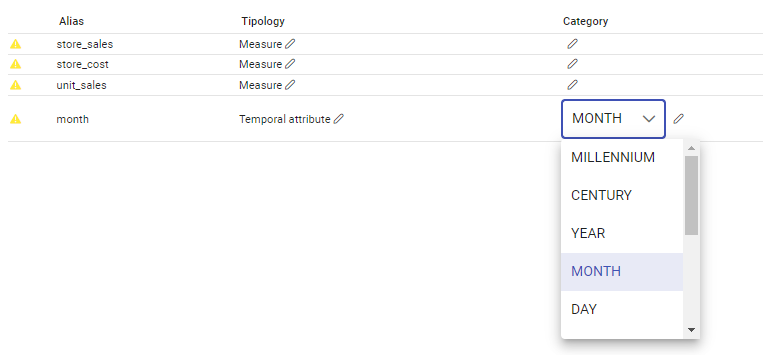 Alias Tipology Category
store_sales Measure
store_cost Measure
unit_sales Measure
month Temporal attribute MONTH
MILLENNIUM
CENTURY
YEAR
MONTH
DAY